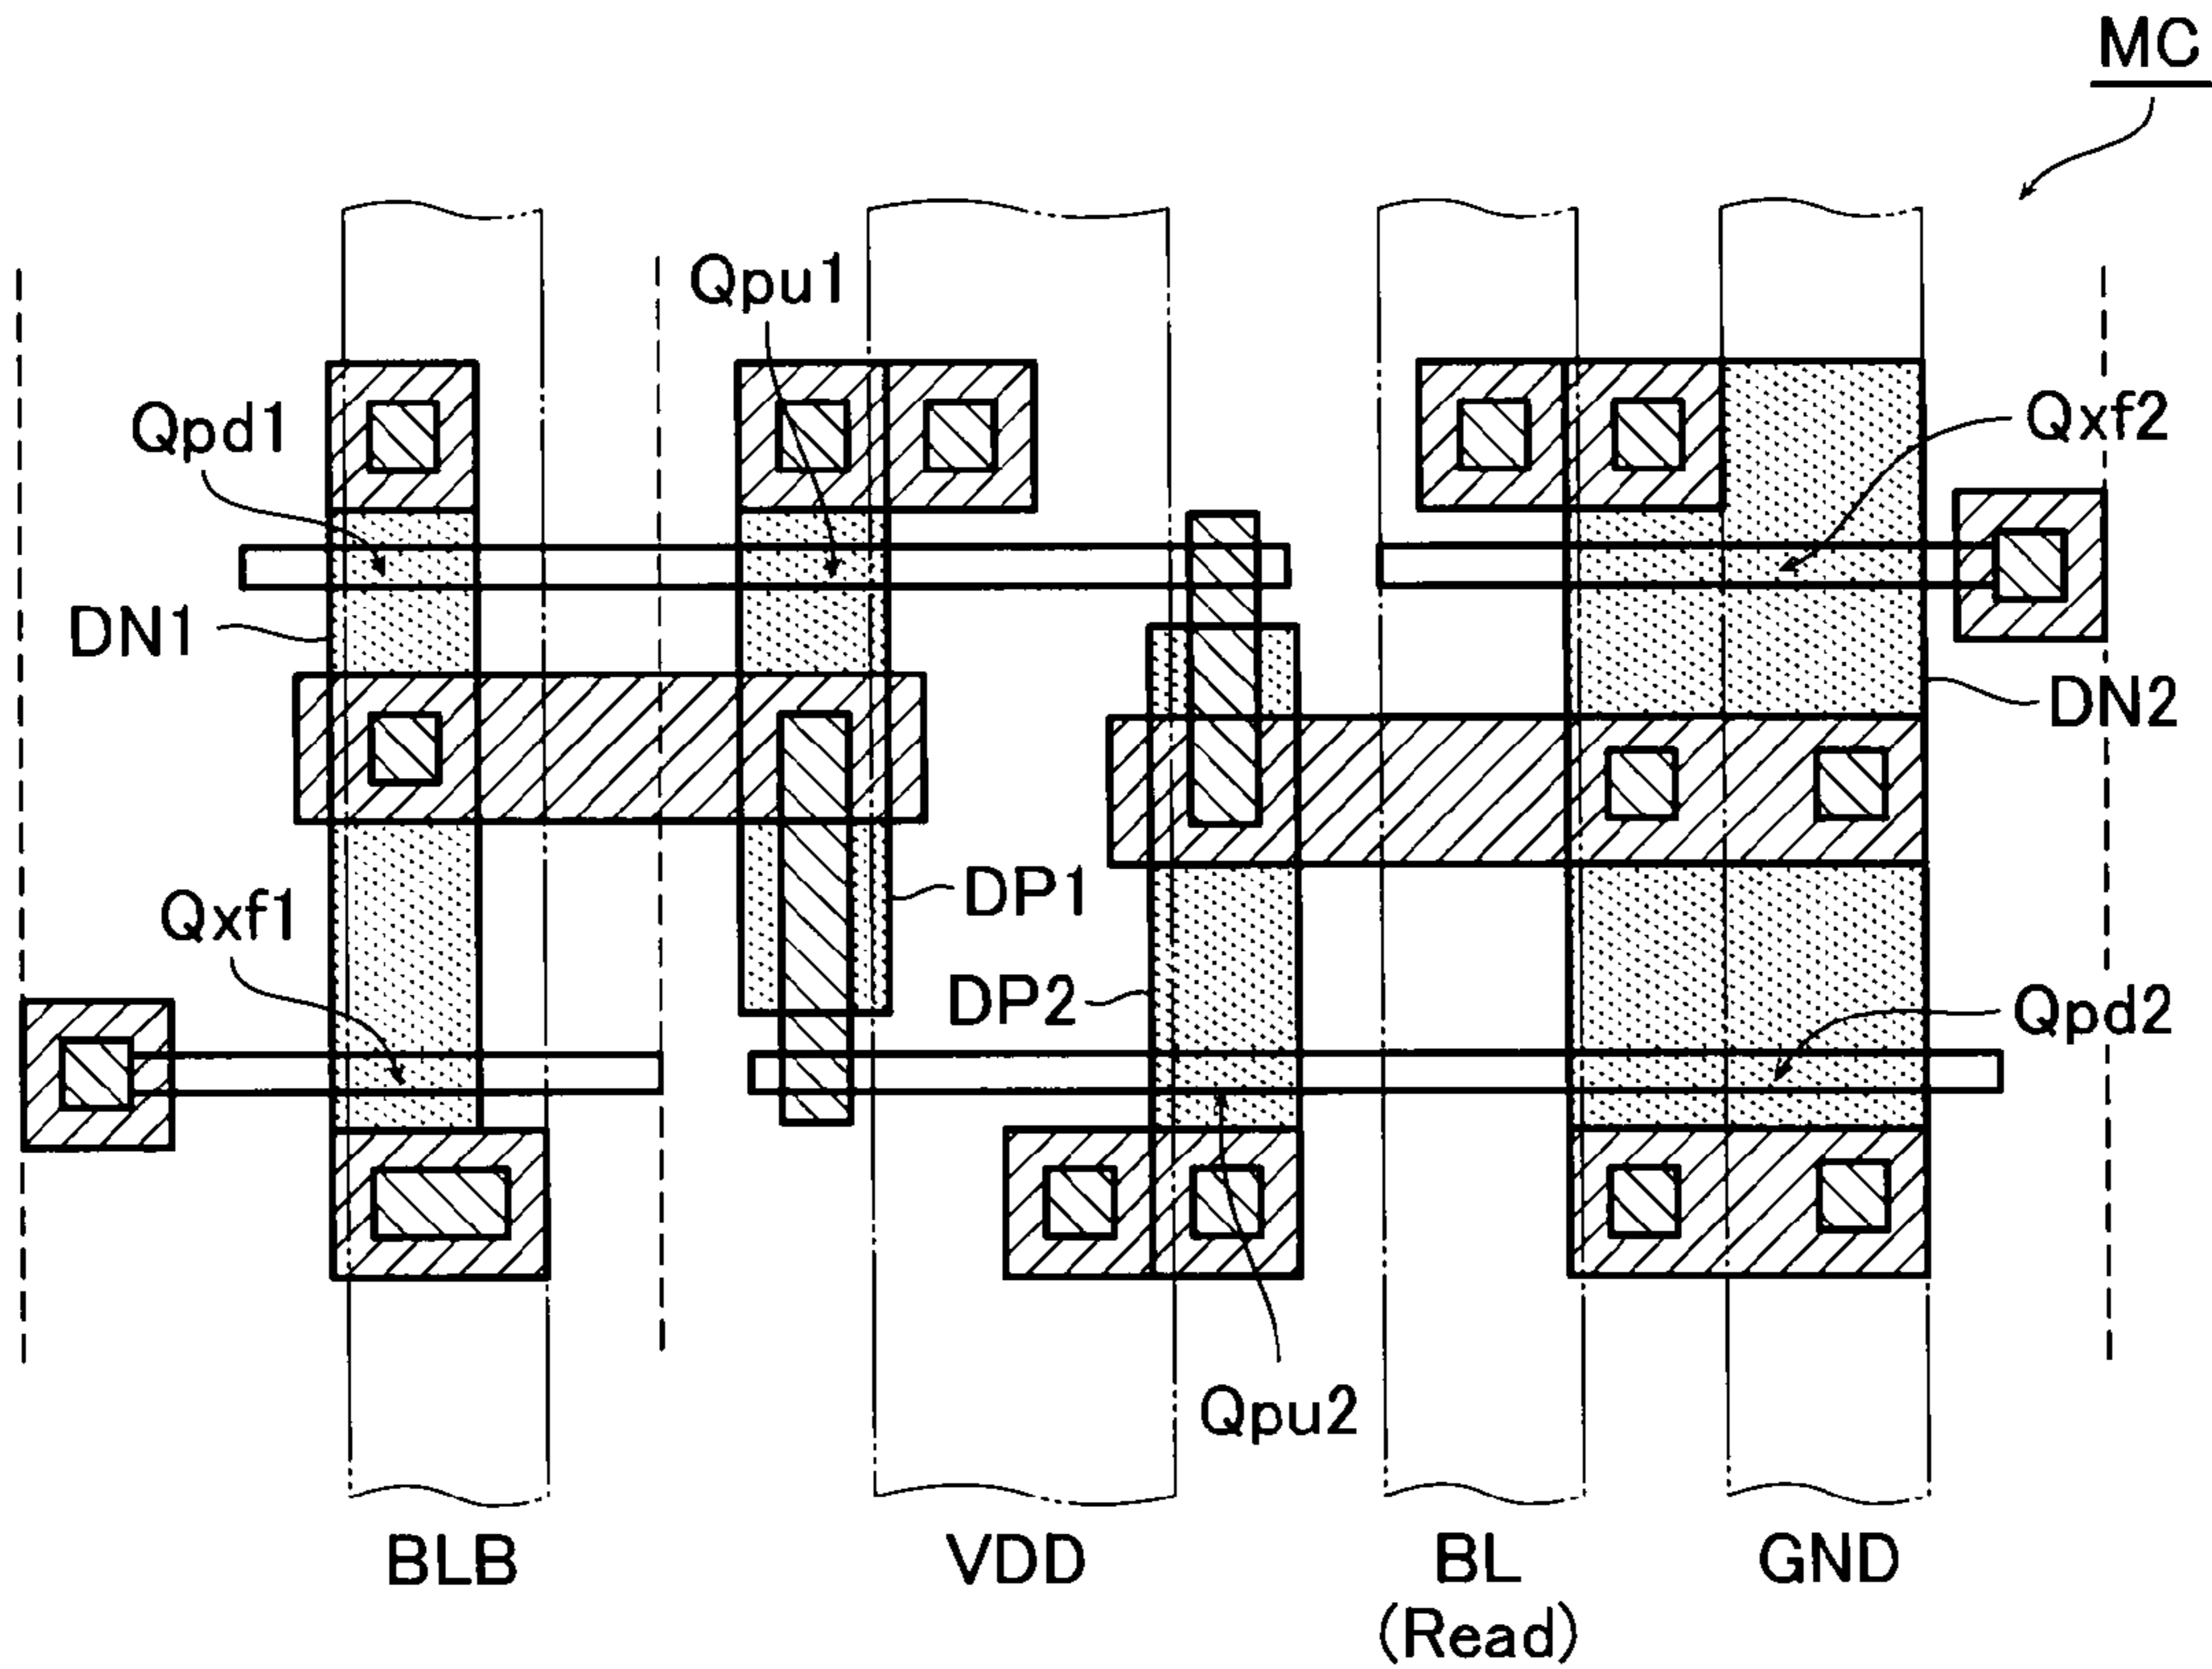 MC
Qpu1
Qpd1
Qxf2
DN1
DN2
DP1
Qxf1
DP2
Qpd2
Qpu2
BLB
VDD
BL
GND
(Read)